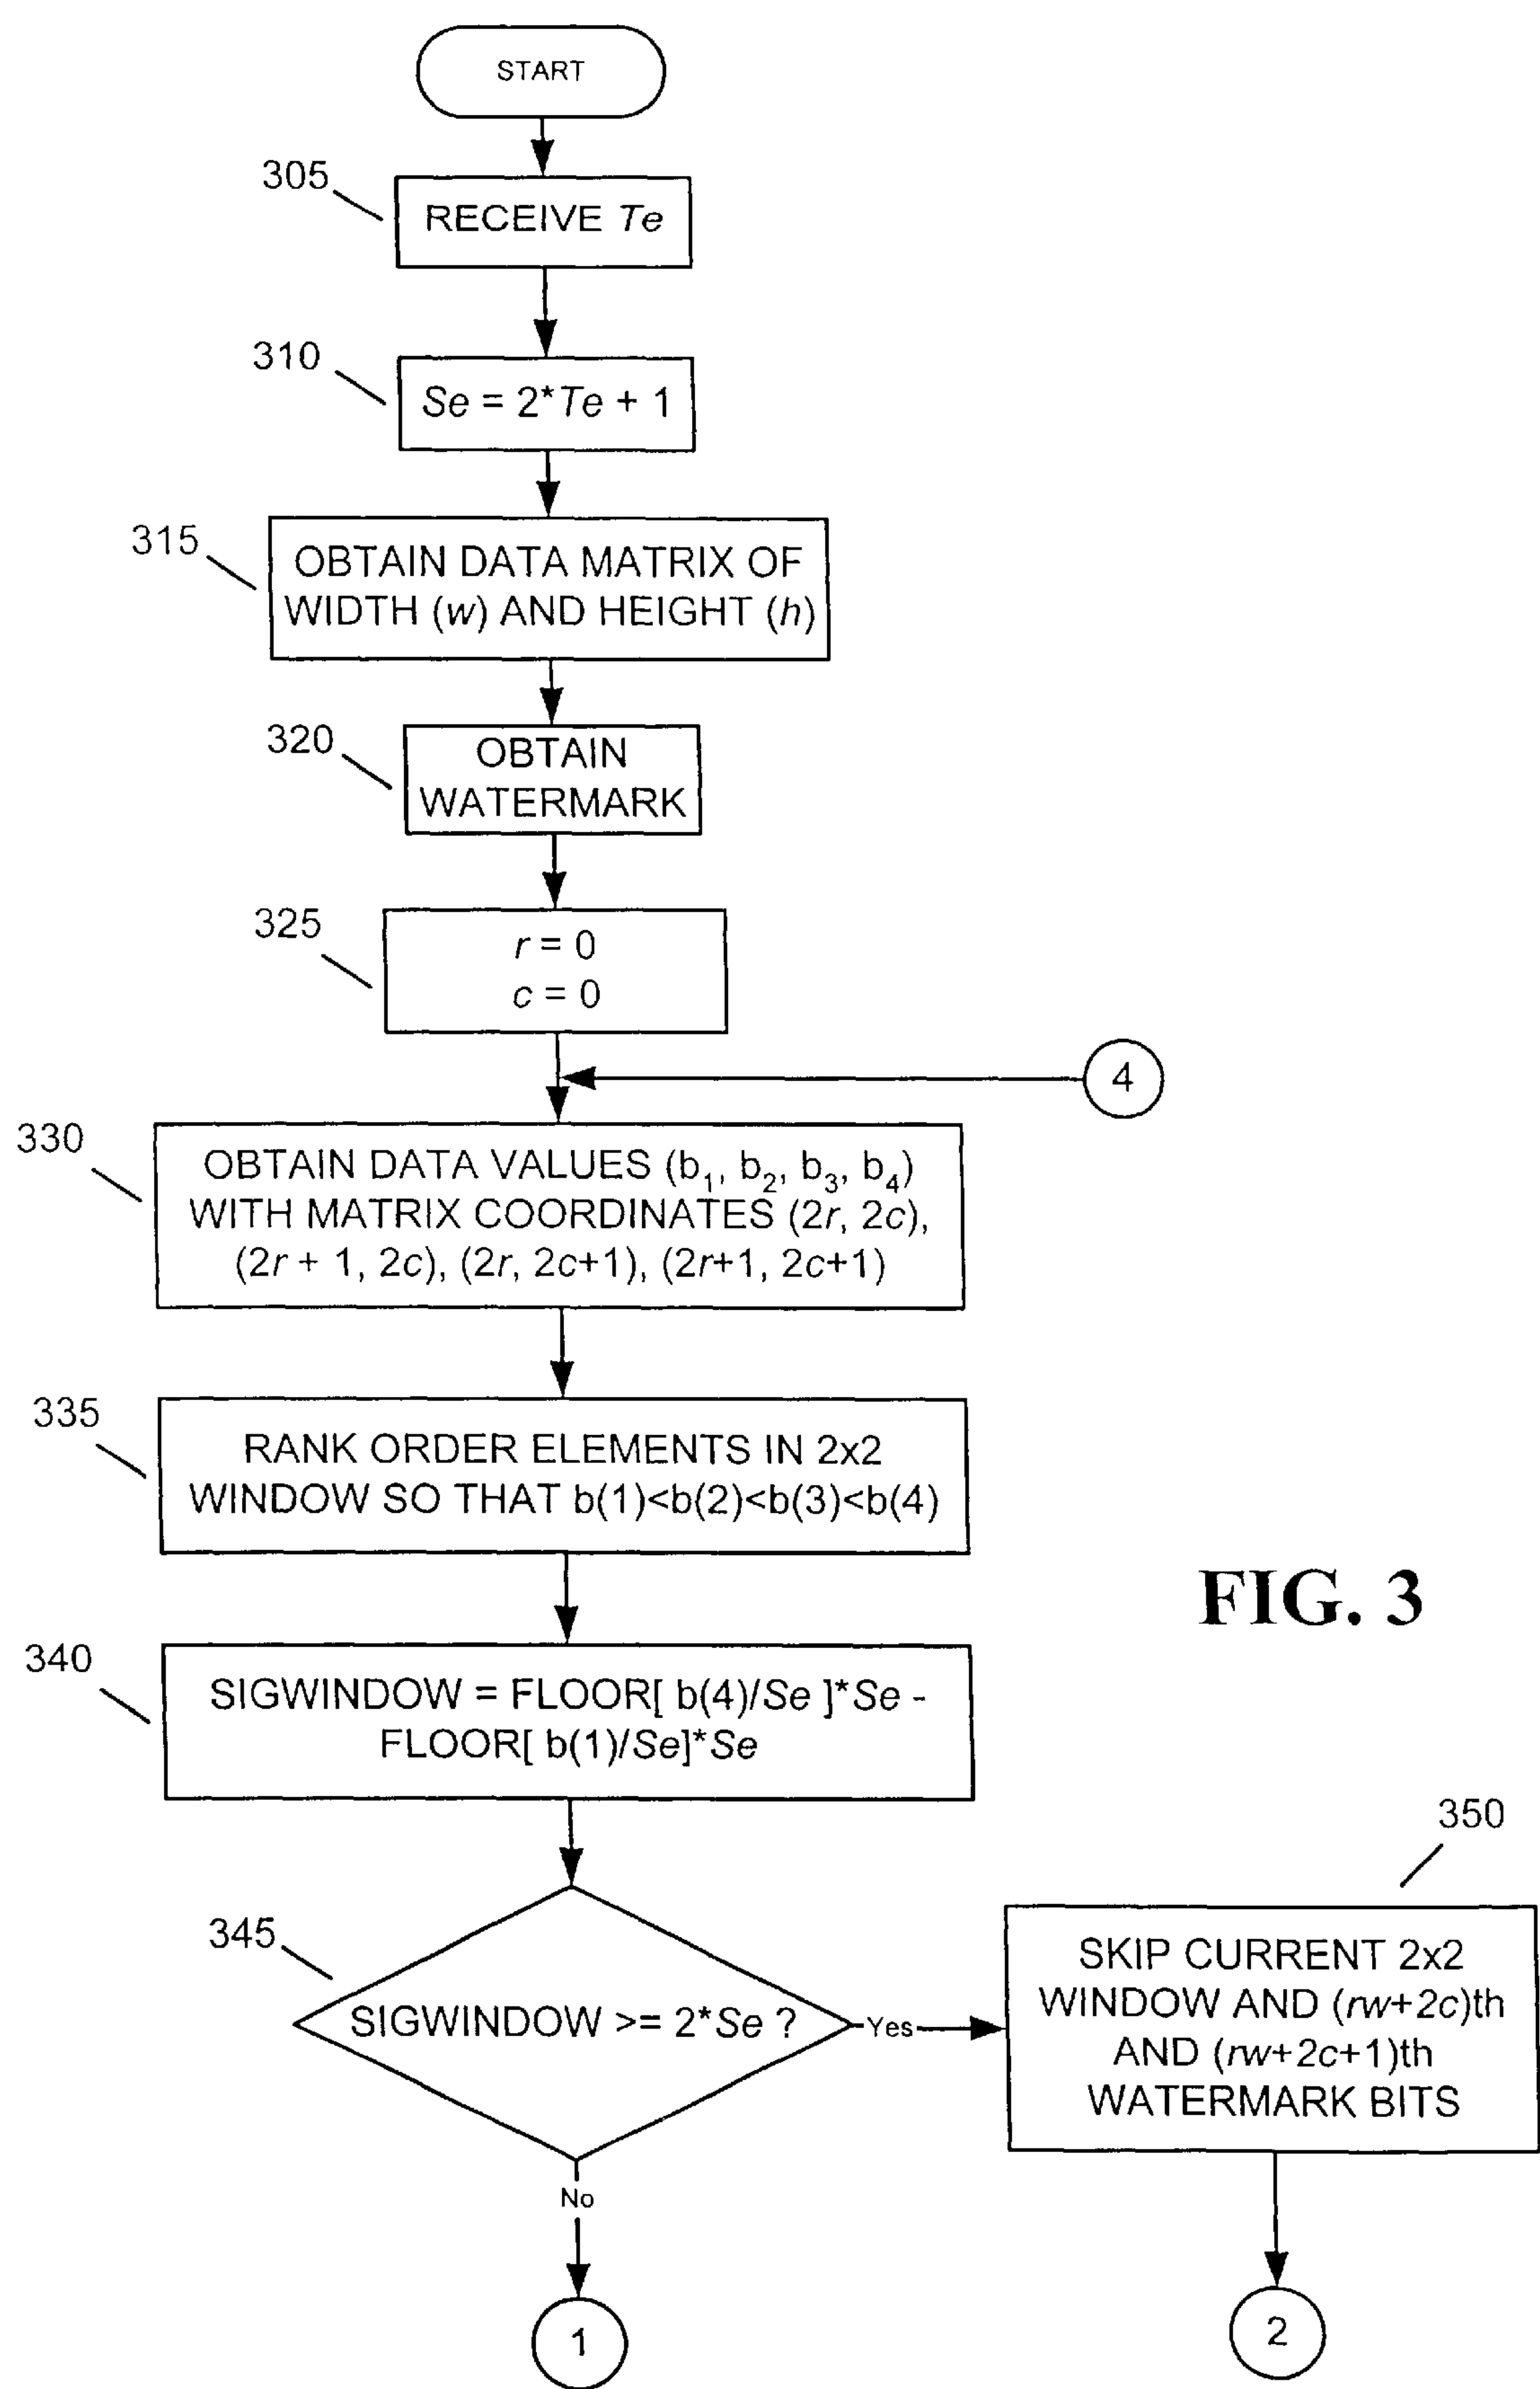 START
305
RECEIVE Te
310
Se = 2*Te + 1
315
OBTAIN DATA MATRIX OF
WIDTH (w) AND HEIGHT (h)
320
OBTAIN
WATERMARK
325
r = 0
c = 0
4
330
OBTAIN DATA VALUES (b₁, b₂, b₃, b₄)
WITH MATRIX COORDINATES (2r, 2c),
(2r + 1, 2c), (2r, 2c+1), (2r+1, 2c+1)
335
RANK ORDER ELEMENTS IN 2x2
WINDOW SO THAT b(1)<b(2)<b(3)<b(4)
FIG. 3
340
SIGWINDOW = FLOOR[ b(4)/Se ]*Se -
FLOOR[ b(1)/Se]*Se
345
SIGWINDOW >= 2*Se ?
Yes
350
SKIP CURRENT 2x2
WINDOW AND (rw+2c)th
AND (rw+2c+1)th
WATERMARK BITS
No
1
2